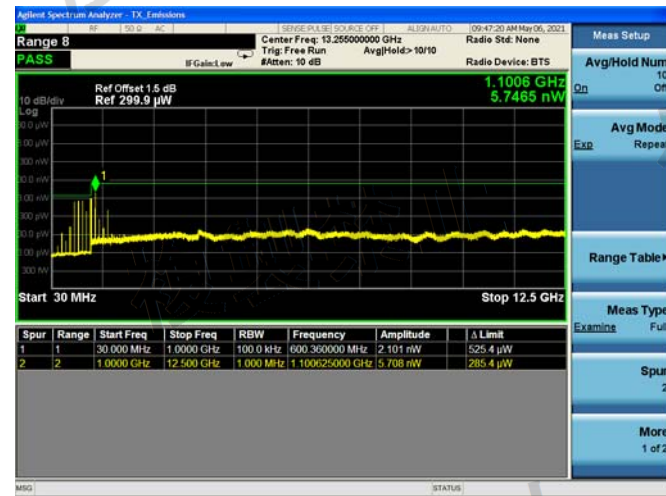 Agilent Spectrum Analyzer - TX_Emissions
RF 50 Ω AC SENSE:PULSE SOURCE OFF ALIGN AUTO 09:47:20 AM May 06, 2021
Range 8 Center Freq: 13.255000000 GHz Radio Std: None
Trig: Free Run Avg|Hold:> 10/10
PASS IFGain:Low #Atten: 10 dB Radio Device: BTS
Ref Offset 1.5 dB 1.1006 GHz
10 dB/div Ref 299.9 µW 5.7465 nW
Log
1
Start 30 MHz Stop 12.5 GHz
Spur Range Start Freq Stop Freq RBW Frequency Amplitude Δ Limit
1 1 30.000 MHz 1.0000 GHz 100.0 kHz 600.360000 MHz 2.101 nW 525.4 µW
2 2 1.0000 GHz 12.500 GHz 1.000 MHz 1.100625000 GHz 5.708 nW 285.4 µW
MSG STATUS
Meas Setup
Avg/Hold Num
10
On Off
Avg Mode
Exp Repeat
Range Table
Meas Type
Examine Full
Spur
2
More
1 of 2